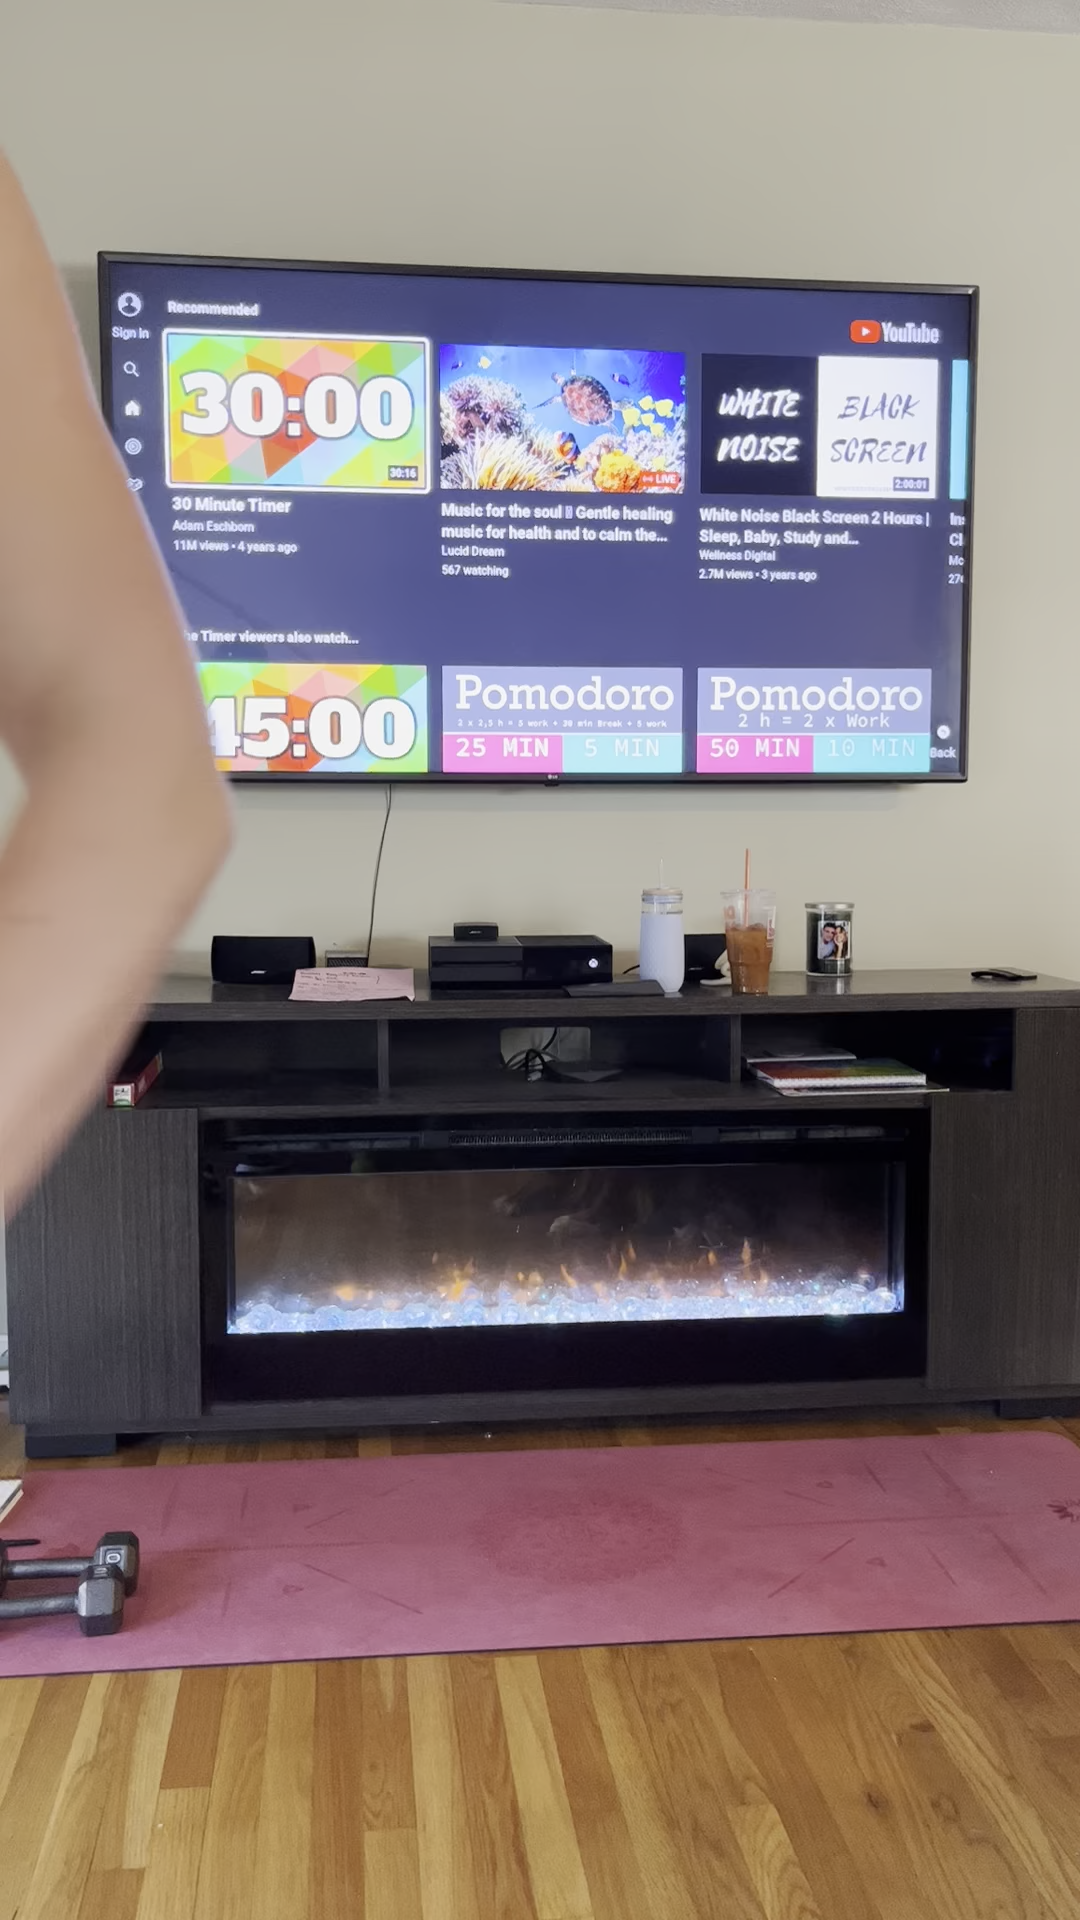 Recommended
YouTube
Sign In
30:00
30:16
30 Minute Timer
Adam Eschborn
11M views • 4 years ago
LIVE
Music for the soul Gentle healing
music for health and to calm the...
Lucid Dream
567 watching
WHITE
NOISE
BLACK
SCREEN
2:00:01
White Noise Black Screen 2 Hours |
Sleep, Baby, Study and...
Wellness Digital
2.7M views • 3 years ago
Timer viewers also watch...
45:00
Pomodoro
25 MIN
5 MIN
Pomodoro
2 h = 2 x Work
50 MIN
10 MIN
Back
LG
BOSE